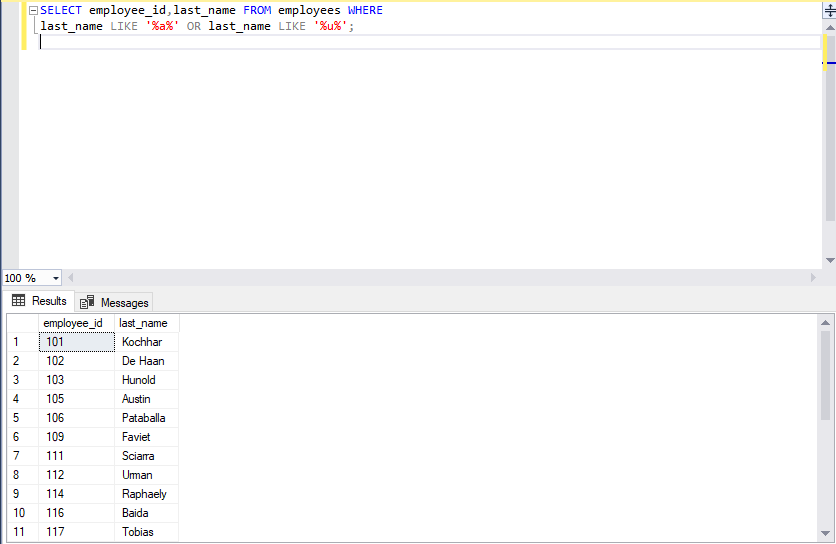 SELECT employee_id,last_name FROM employees WHERE
last_name LIKE '%a%' OR last_name LIKE '%u%';
100 %
Results Messages
employee_id last_name
1 101 Kochhar
2 102 De Haan
3 103 Hunold
4 105 Austin
5 106 Pataballa
6 109 Faviet
7 111 Sciarra
8 112 Urman
9 114 Raphaely
10 116 Baida
11 117 Tobias